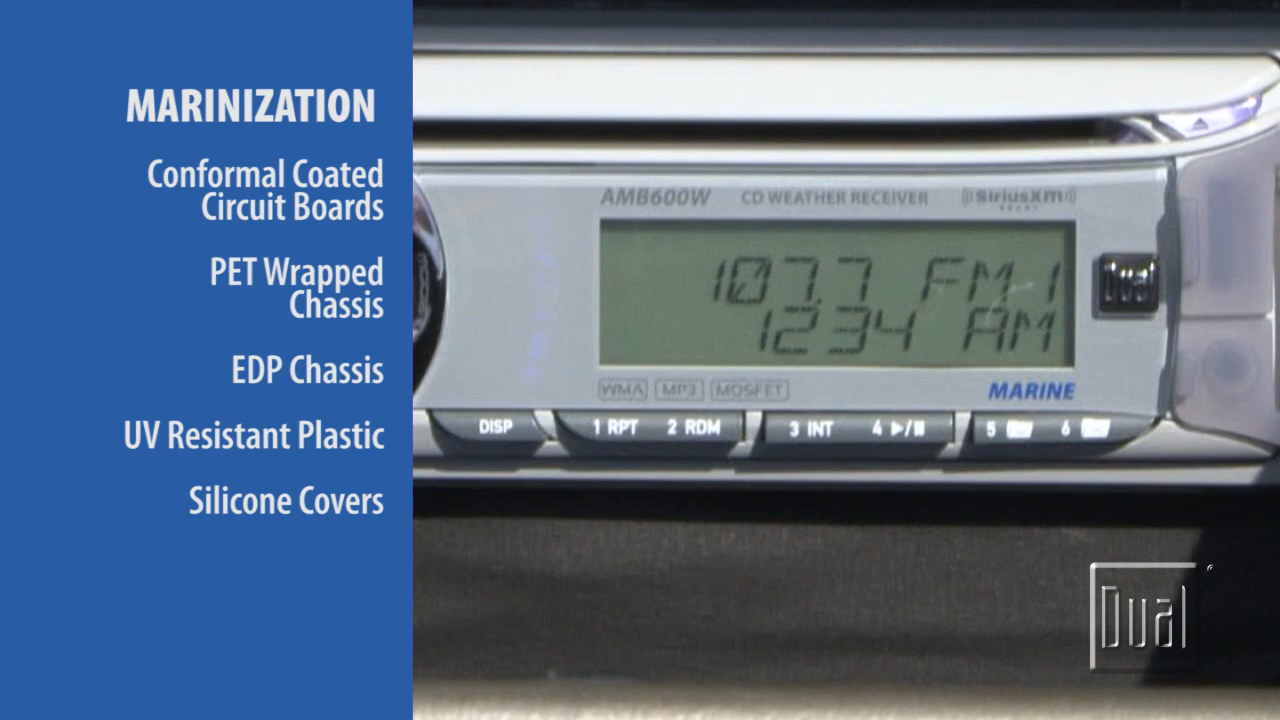 MARINIZATION
Conformal Coated
Circuit Boards
PET Wrapped
Chassis
EDP Chassis
UV Resistant Plastic
Silicone Covers
AMB600W CD WEATHER RECEIVER ((SiriusXm))
107.7 FM.1
1234 AM
Dual
WMA MP3 MOSFET MARINE
DISP 1 RPT 2 RDM 3 INT 4 ▶/II 5 6
Dual